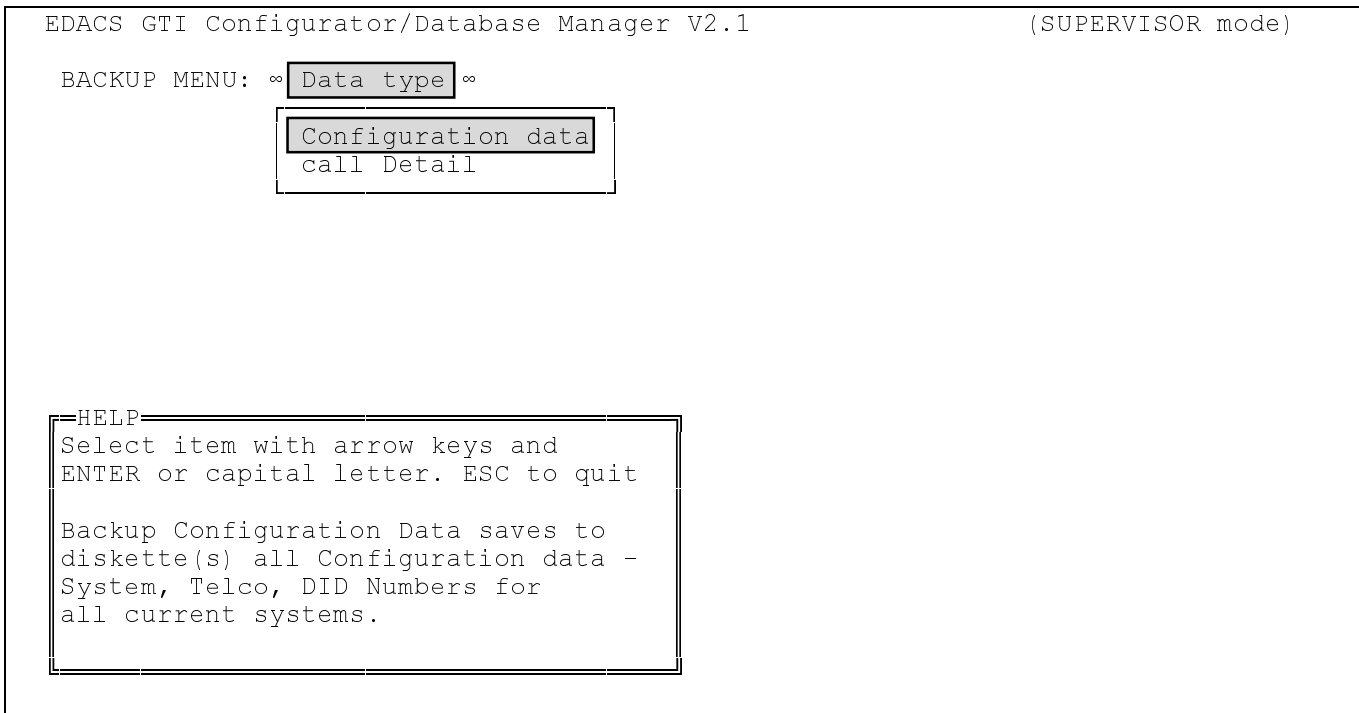 EDACS GTI Configurator/Database Manager V2.1 (SUPERVISOR mode)
BACKUP MENU: ∞ Data type ∞
Configuration data
call Detail
HELP
Select item with arrow keys and
ENTER or capital letter. ESC to quit
Backup Configuration Data saves to
diskette(s) all Configuration data -
System, Telco, DID Numbers for
all current systems.